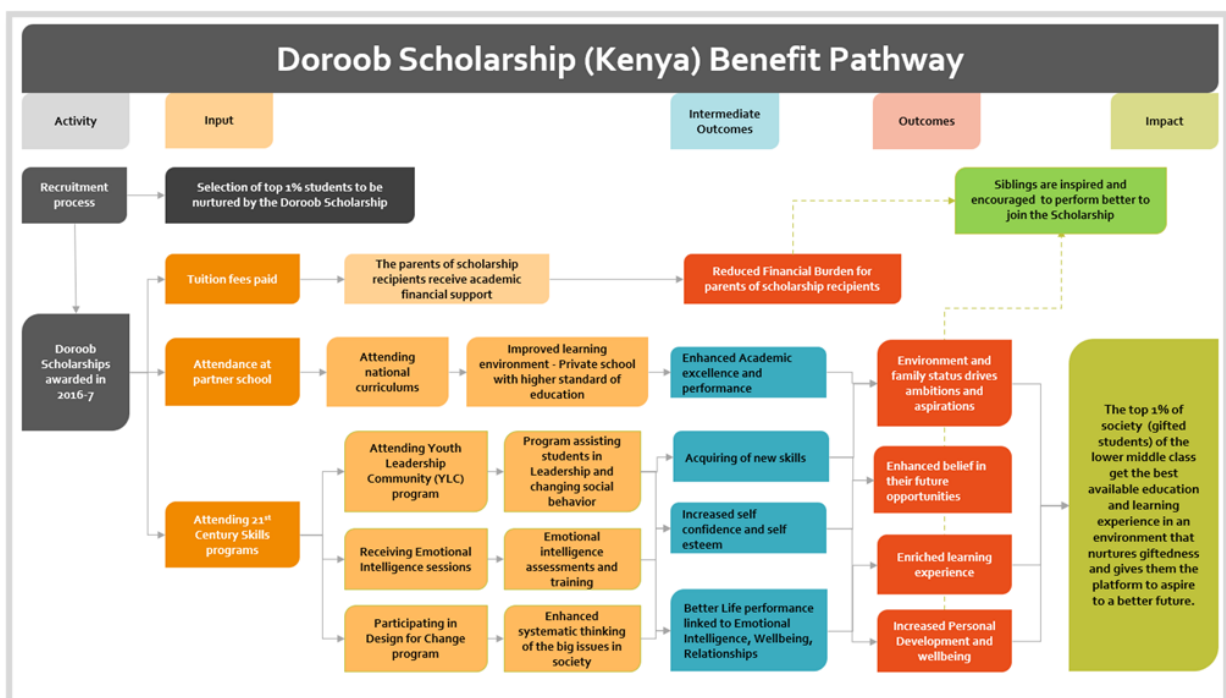 Doroob Scholarship (Kenya) Benefit Pathway
Activity
Input
Intermediate
Outcomes
Outcomes
Impact
Recruitment
process
Selection of top 1% students to be
nurtured by the Doroob Scholarship
Siblings are inspired and
encouraged to perform better to
join the Scholarship
Tuition fees paid
The parents of scholarship
recipients receive academic
financial support
Reduced Financial Burden for
parents of scholarship recipients
Doroob
Scholarships
awarded in
2016-7
Attendance at
partner school
Attending
national
curriculums
Improved learning
environment - Private school
with higher standard of
education
Enhanced Academic
excellence and
performance
Environment and
family status drives
ambitions and
aspirations
Attending 21st
Century Skills
programs
Attending Youth
Leadership
Community (YLC)
program
Program assisting
students in
Leadership and
changing social
behavior
Acquiring of new skills
Enhanced belief in
their future
opportunities
Increased self
confidence and self
esteem
Receiving Emotional
Intelligence sessions
Emotional
intelligence
assessments and
training
Enriched learning
experience
Participating in
Design for Change
program
Enhanced
systematic thinking
of the big issues in
society
Better Life performance
linked to Emotional
Intelligence, Wellbeing,
Relationships
Increased Personal
Development and
wellbeing
The top 1% of
society (gifted
students) of the
lower middle class
get the best
available education
and learning
experience in an
environment that
nurtures giftedness
and gives them the
platform to aspire
to a better future.